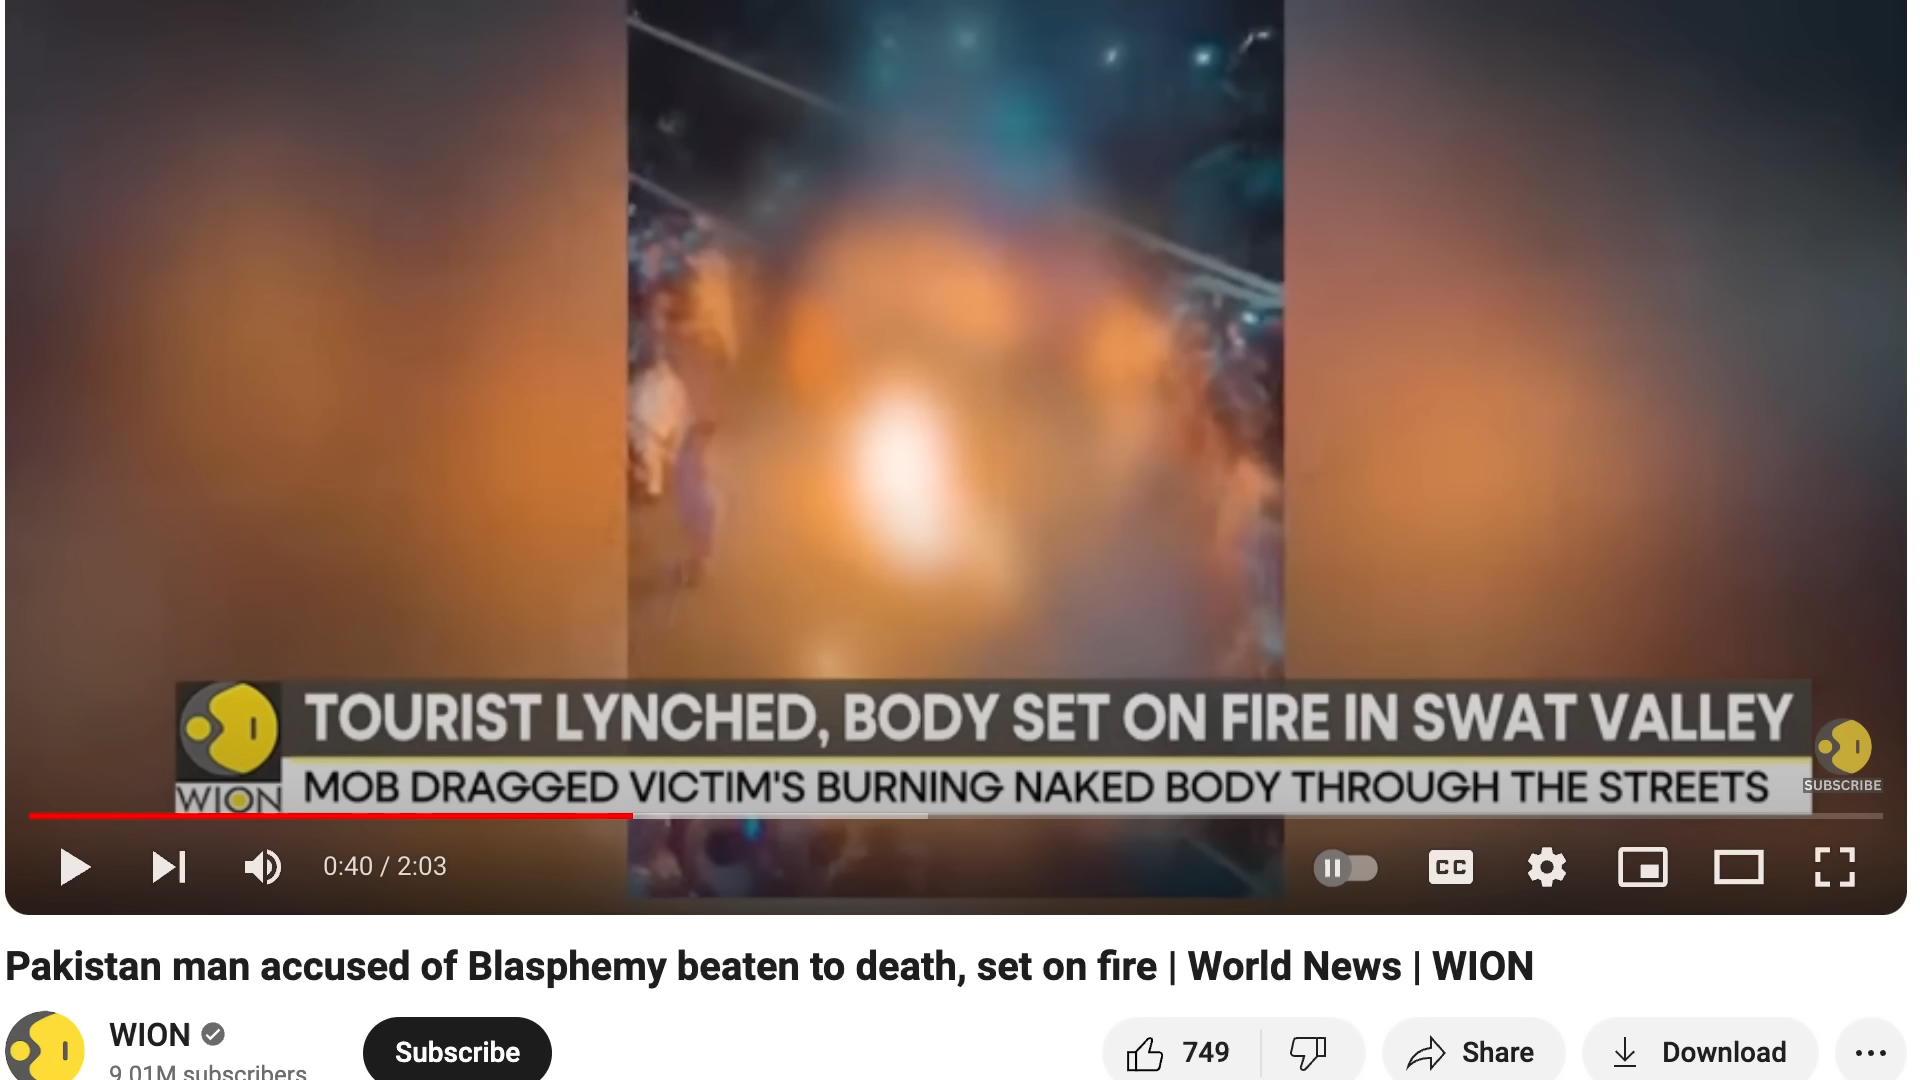 TOURIST LYNCHED, BODY SET ON FIRE IN SWAT VALLEY
MOB DRAGGED VICTIM'S BURNING NAKED BODY THROUGH THE STREETS
WION
SUBSCRIBE
0:40 / 2:03
CC
Pakistan man accused of Blasphemy beaten to death, set on fire | World News | WION
WION
9.01M subscribers
Subscribe
749
Share
Download